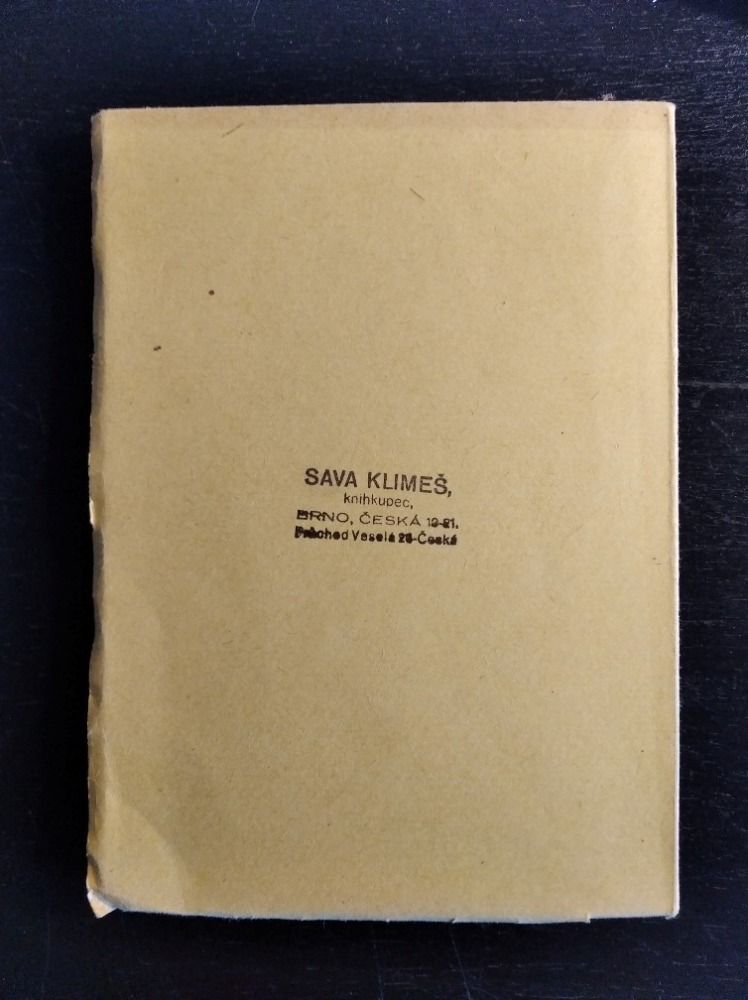 SAVA KLIMEŠ,
knihkupec,
BRNO, ČESKÁ 19-21.
Průchod Veselá 26-Česká